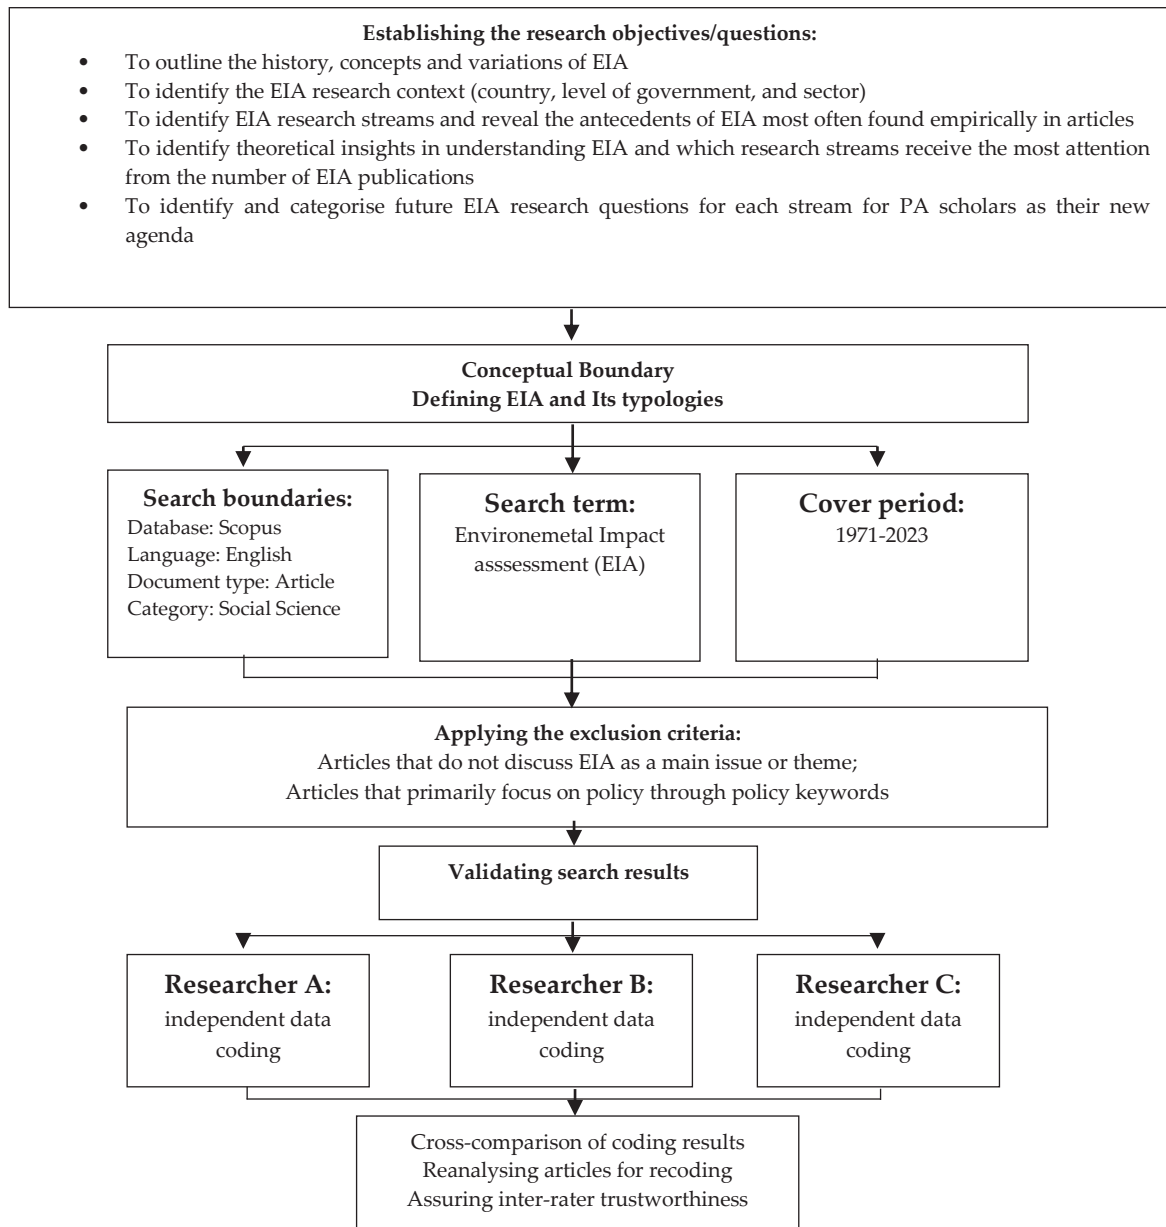 Establishing the research objectives/questions:
• To outline the history, concepts and variations of EIA
• To identify the EIA research context (country, level of government, and sector)
• To identify EIA research streams and reveal the antecedents of EIA most often found empirically in articles
• To identify theoretical insights in understanding EIA and which research streams receive the most attention
from the number of EIA publications
• To identify and categorise future EIA research questions for each stream for PA scholars as their new
agenda
Conceptual Boundary
Defining EIA and Its typologies
Search boundaries:
Database: Scopus
Language: English
Document type: Article
Category: Social Science
Search term:
Environemetal Impact
asssessment (EIA)
Cover period:
1971-2023
Applying the exclusion criteria:
Articles that do not discuss EIA as a main issue or theme;
Articles that primarily focus on policy through policy keywords
Validating search results
Researcher A:
independent data
coding
Researcher B:
independent data
coding
Researcher C:
independent data
coding
Cross-comparison of coding results
Reanalysing articles for recoding
Assuring inter-rater trustworthiness